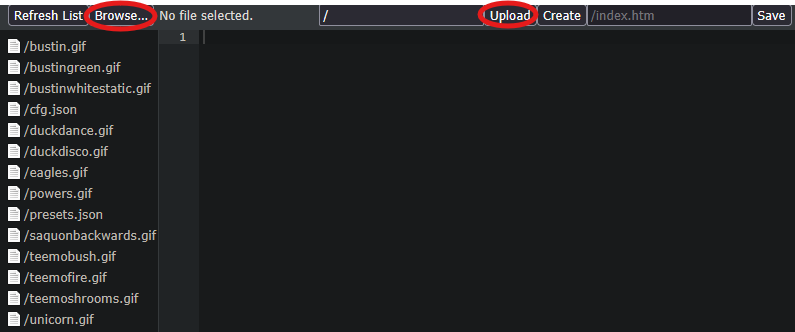 Refresh List Browse... No file selected. / Upload Create /index.htm Save
1
/bustin.gif
/bustingreen.gif
/bustinwhitestatic.gif
/cfg.json
/duckdance.gif
/duckdisco.gif
/eagles.gif
/powers.gif
/presets.json
/saquonbackwards.gif
/teemobush.gif
/teemofire.gif
/teemoshrooms.gif
/unicorn.gif